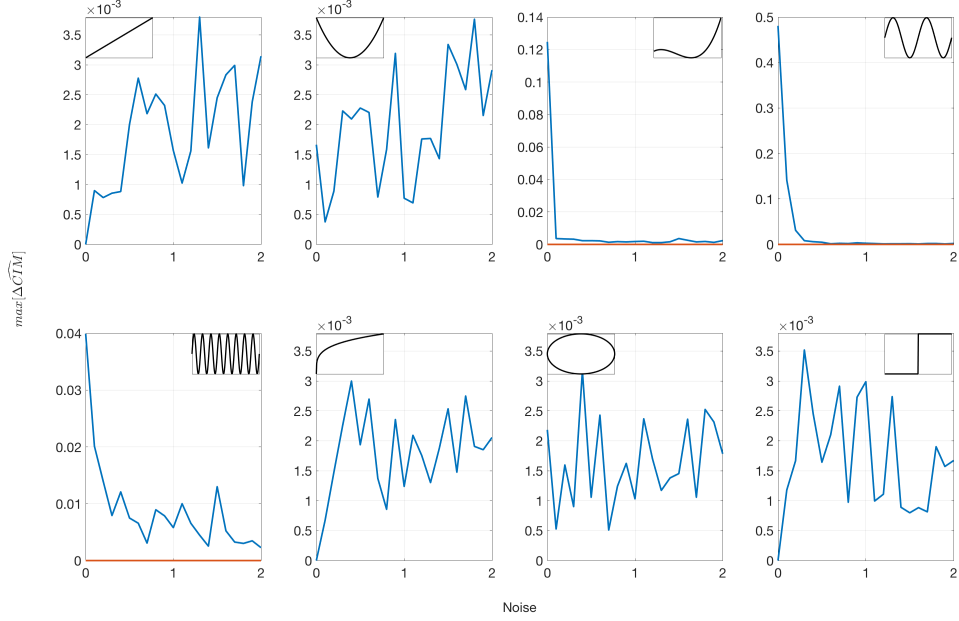 ×10⁻³ ×10⁻³
3.5 3.5 0.14 0.5
3 3 0.12
2.5 2.5 0.1 0.4
2 2 0.08 0.3
1.5 1.5 0.06
1 1 0.04 0.2
0.5 0.5 0.02 0.1
0 0 0 0
0 1 2 0 1 2 0 1 2 0 1 2
max[ΔĈIM]
×10⁻³ ×10⁻³ ×10⁻³
0.04 3.5 3.5 3.5
0.03 3 3 3
2.5 2.5 2.5
0.02 2 2 2
1.5 1.5 1.5
0.01 1 1 1
0.5 0.5 0.5
0 0 0 0
0 1 2 0 1 2 0 1 2 0 1 2
Noise